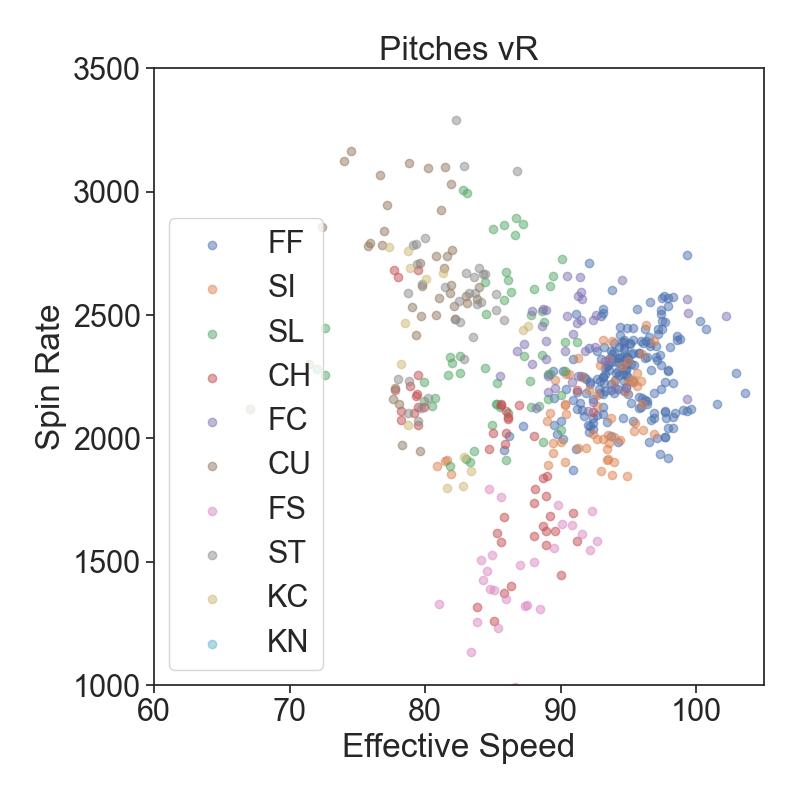 Pitches vR
3500
3000
2500
2000
1500
1000
Spin Rate
FF
SI
SL
CH
FC
CU
FS
ST
KC
KN
60 70 80 90 100
Effective Speed